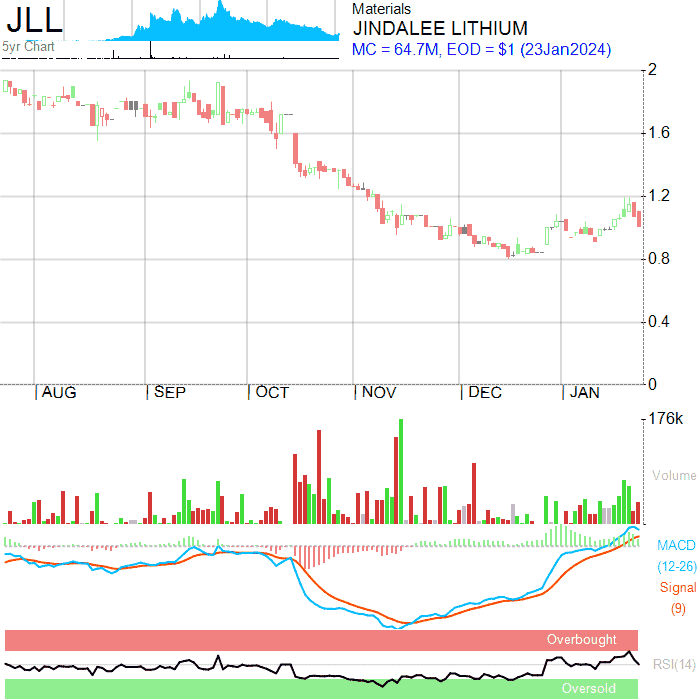 JLL
5yr Chart
Materials
JINDALEE LITHIUM
MC = 64.7M, EOD = $1 (23Jan2024)
2
1.6
1.2
0.8
0.4
0
AUG SEP OCT NOV DEC JAN
176k
Volume
MACD
(12-26)
Signal
(9)
Overbought
RSI(14)
Oversold